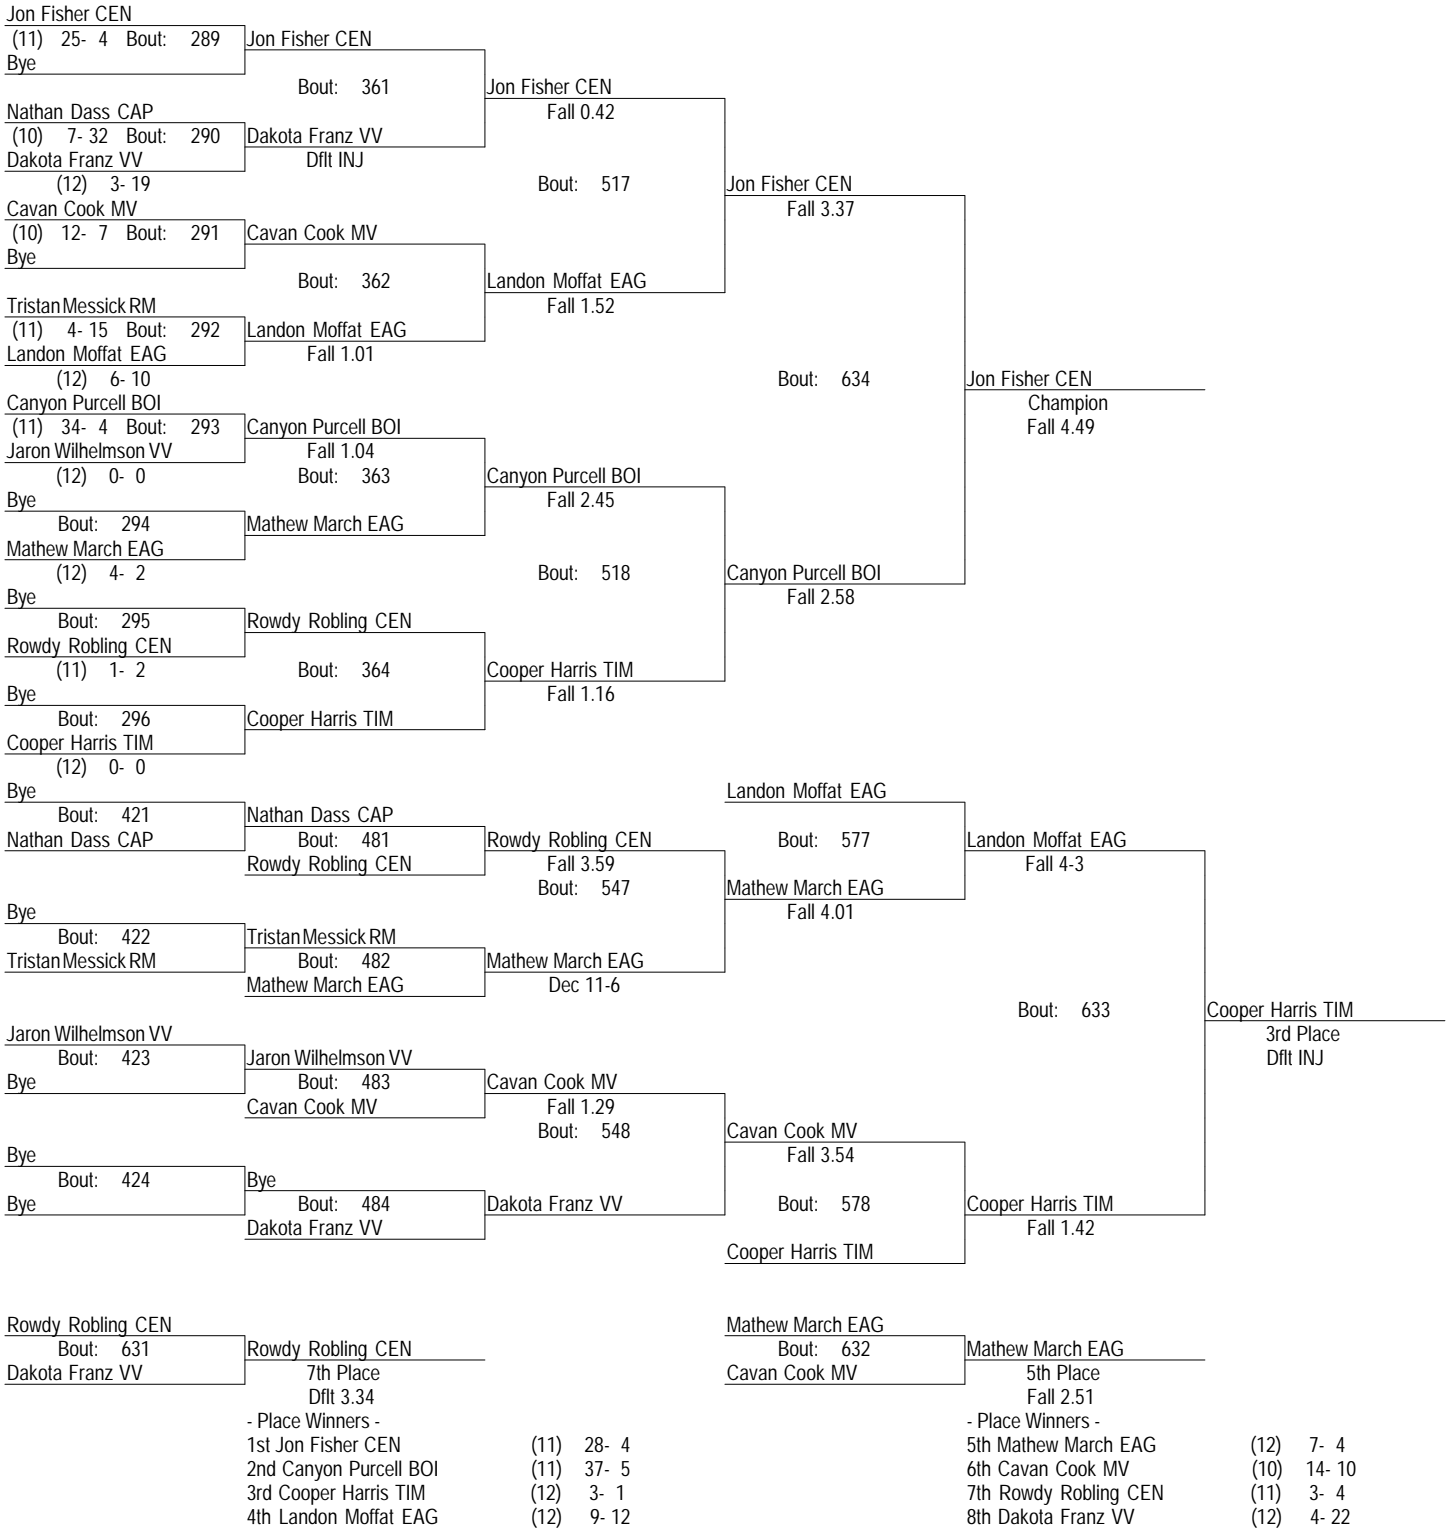 Jon Fisher CEN
(11) 25- 4 Bout: 289 Jon Fisher CEN
Bye
Bout: 361 Jon Fisher CEN
Nathan Dass CAP Fall 0.42
(10) 7- 32 Bout: 290 Dakota Franz VV
Dakota Franz VV Dflt INJ
(12) 3- 19 Bout: 517 Jon Fisher CEN
Cavan Cook MV Fall 3.37
(10) 12- 7 Bout: 291 Cavan Cook MV
Bye
Bout: 362 Landon Moffat EAG
Tristan Messick RM Fall 1.52
(11) 4- 15 Bout: 292 Landon Moffat EAG
Landon Moffat EAG Fall 1.01
(12) 6- 10 Bout: 634 Jon Fisher CEN
Canyon Purcell BOI Champion
(11) 34- 4 Bout: 293 Canyon Purcell BOI Fall 4.49
Jaron Wilhelmson VV Fall 1.04
(12) 0- 0 Bout: 363 Canyon Purcell BOI
Bye Fall 2.45
Bout: 294 Mathew March EAG
Mathew March EAG
(12) 4- 2 Bout: 518 Canyon Purcell BOI
Bye Fall 2.58
Bout: 295 Rowdy Robling CEN
Rowdy Robling CEN
(11) 1- 2 Bout: 364 Cooper Harris TIM
Bye Fall 1.16
Bout: 296 Cooper Harris TIM
Cooper Harris TIM
(12) 0- 0
Bye Landon Moffat EAG
Bout: 421 Nathan Dass CAP
Nathan Dass CAP Bout: 481 Rowdy Robling CEN Bout: 577 Landon Moffat EAG
Rowdy Robling CEN Fall 3.59 Fall 4-3
Bout: 547 Mathew March EAG
Bye Fall 4.01
Bout: 422 Tristan Messick RM
Tristan Messick RM Bout: 482 Mathew March EAG
Mathew March EAG Dec 11-6
Bout: 633 Cooper Harris TIM
Jaron Wilhelmson VV 3rd Place
Bout: 423 Jaron Wilhelmson VV Dflt INJ
Bye Bout: 483 Cavan Cook MV
Cavan Cook MV Fall 1.29
Bout: 548 Cavan Cook MV
Bye Fall 3.54
Bout: 424 Bye
Bye Bout: 484 Dakota Franz VV Bout: 578 Cooper Harris TIM
Dakota Franz VV Fall 1.42
Cooper Harris TIM
Rowdy Robling CEN Mathew March EAG
Bout: 631 Rowdy Robling CEN Bout: 632 Mathew March EAG
Dakota Franz VV 7th Place Cavan Cook MV 5th Place
Dflt 3.34 Fall 2.51
- Place Winners - - Place Winners -
1st Jon Fisher CEN (11) 28- 4 5th Mathew March EAG (12) 7- 4
2nd Canyon Purcell BOI (11) 37- 5 6th Cavan Cook MV (10) 14- 10
3rd Cooper Harris TIM (12) 3- 1 7th Rowdy Robling CEN (11) 3- 4
4th Landon Moffat EAG (12) 9- 12 8th Dakota Franz VV (12) 4- 22